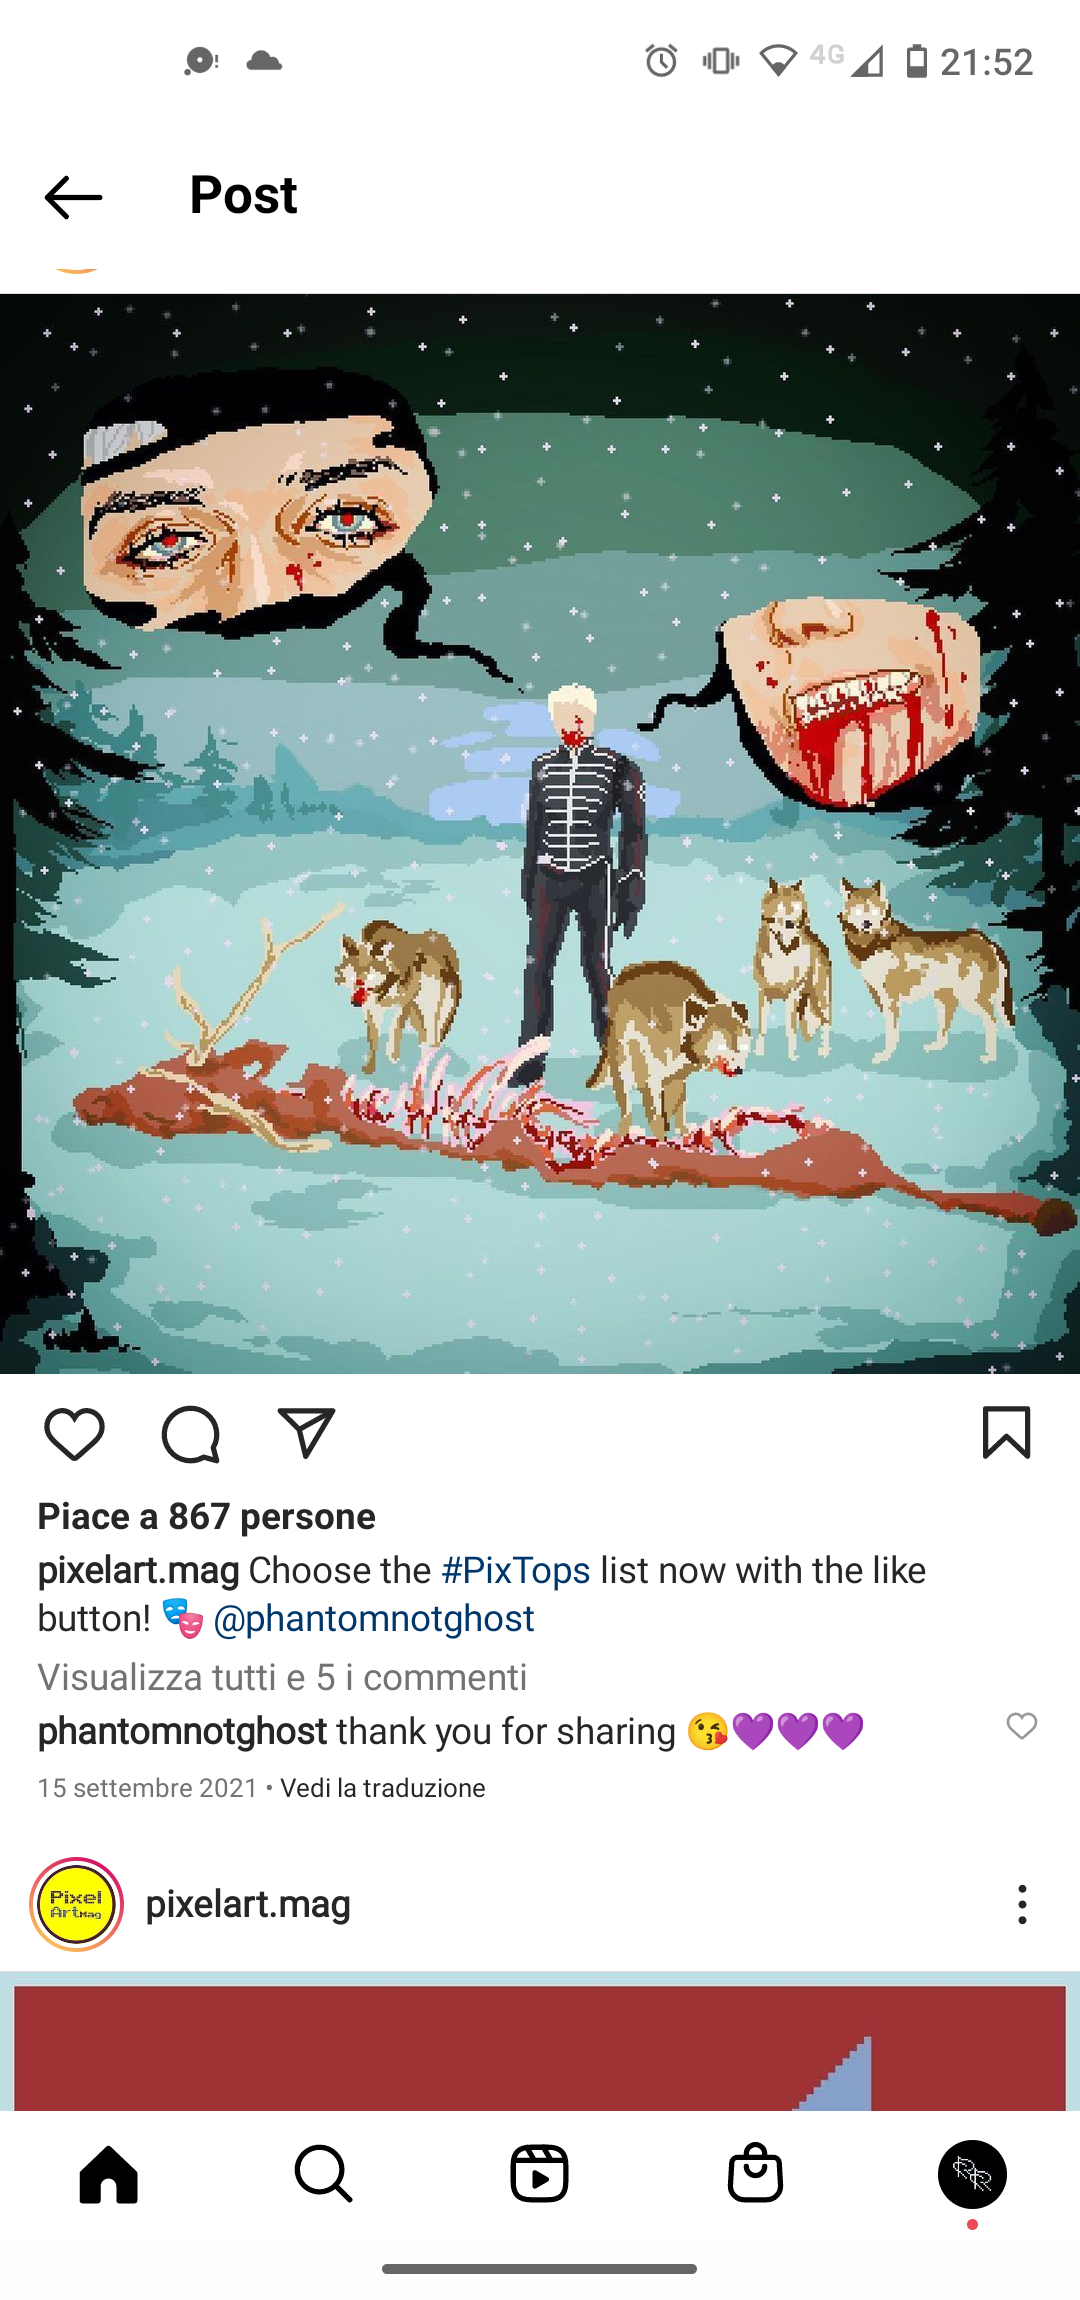 4G 21:52
Post
Piace a 867 persone
pixelart.mag Choose the #PixTops list now with the like
button! 🎭 @phantomnotghost
Visualizza tutti e 5 i commenti
phantomnotghost thank you for sharing 😘💜💜💜
15 settembre 2021 • Vedi la traduzione
Pixel
ArtMag
pixelart.mag
RR